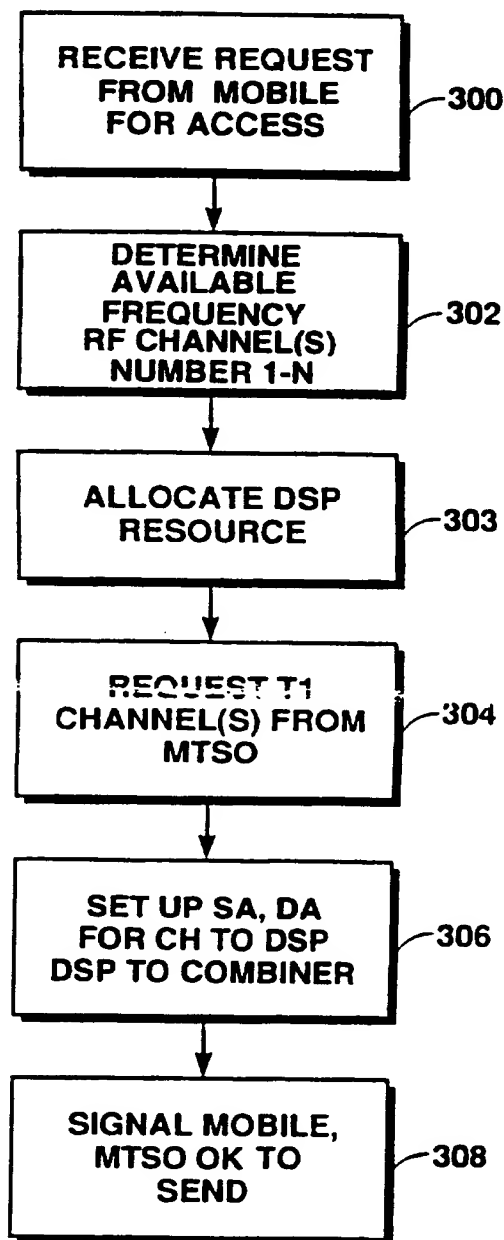 RECEIVE REQUEST
FROM MOBILE
FOR ACCESS
300
DETERMINE
AVAILABLE
FREQUENCY
RF CHANNEL(S)
NUMBER 1-N
302
ALLOCATE DSP
RESOURCE
303
REQUEST T1
CHANNEL(S) FROM
MTSO
304
SET UP SA, DA
FOR CH TO DSP
DSP TO COMBINER
306
SIGNAL MOBILE,
MTSO OK TO
SEND
308